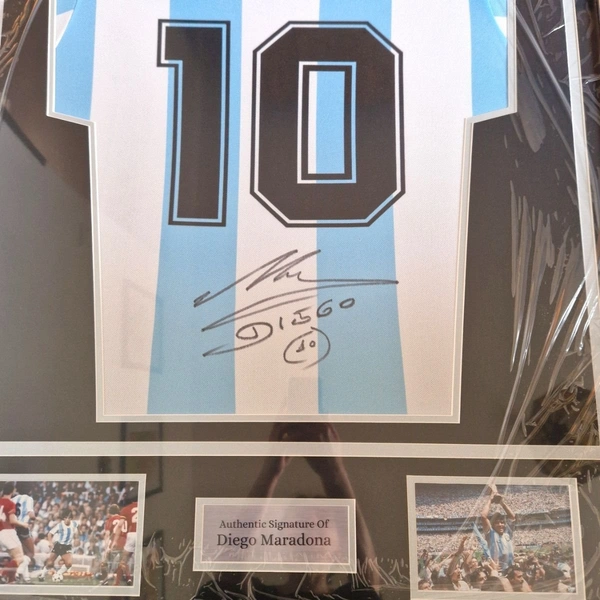 10
DIEGO
10
Authentic Signature Of
Diego Maradona